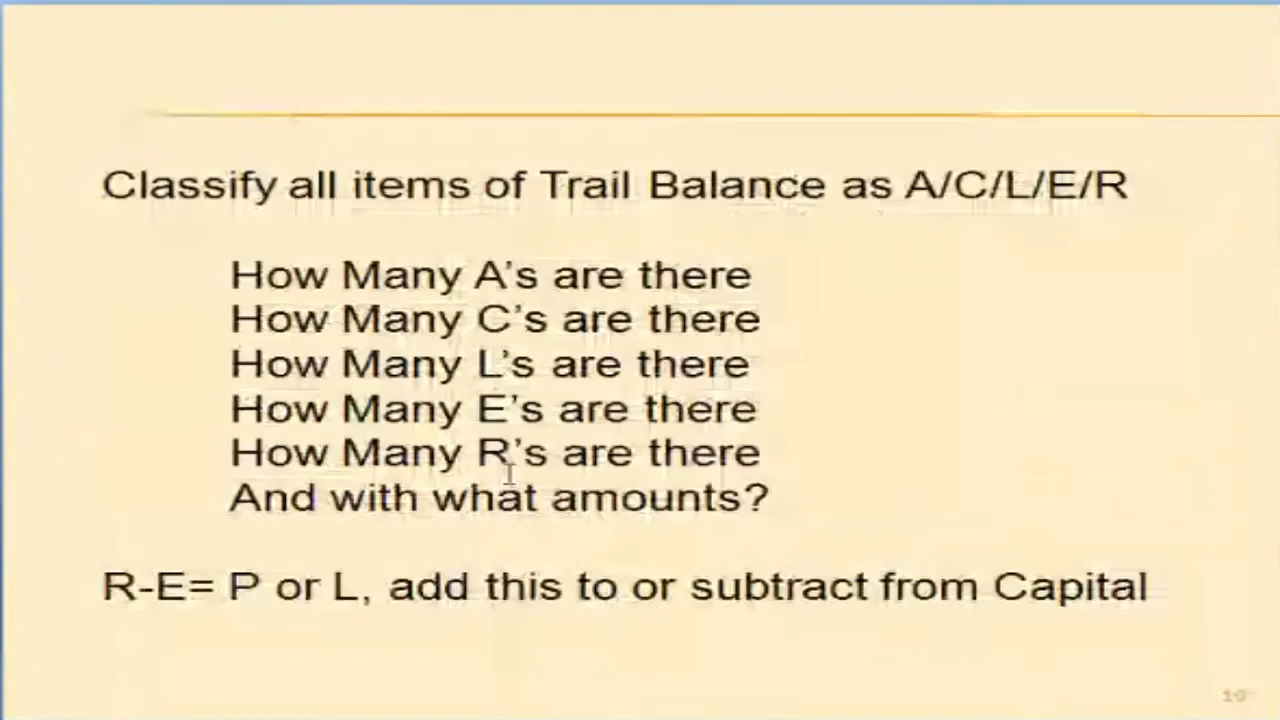 Classify all items of Trail Balance as A/C/L/E/R
How Many A's are there
How Many C's are there
How Many L's are there
How Many E's are there
How Many R's are there
And with what amounts?
R-E= P or L, add this to or subtract from Capital